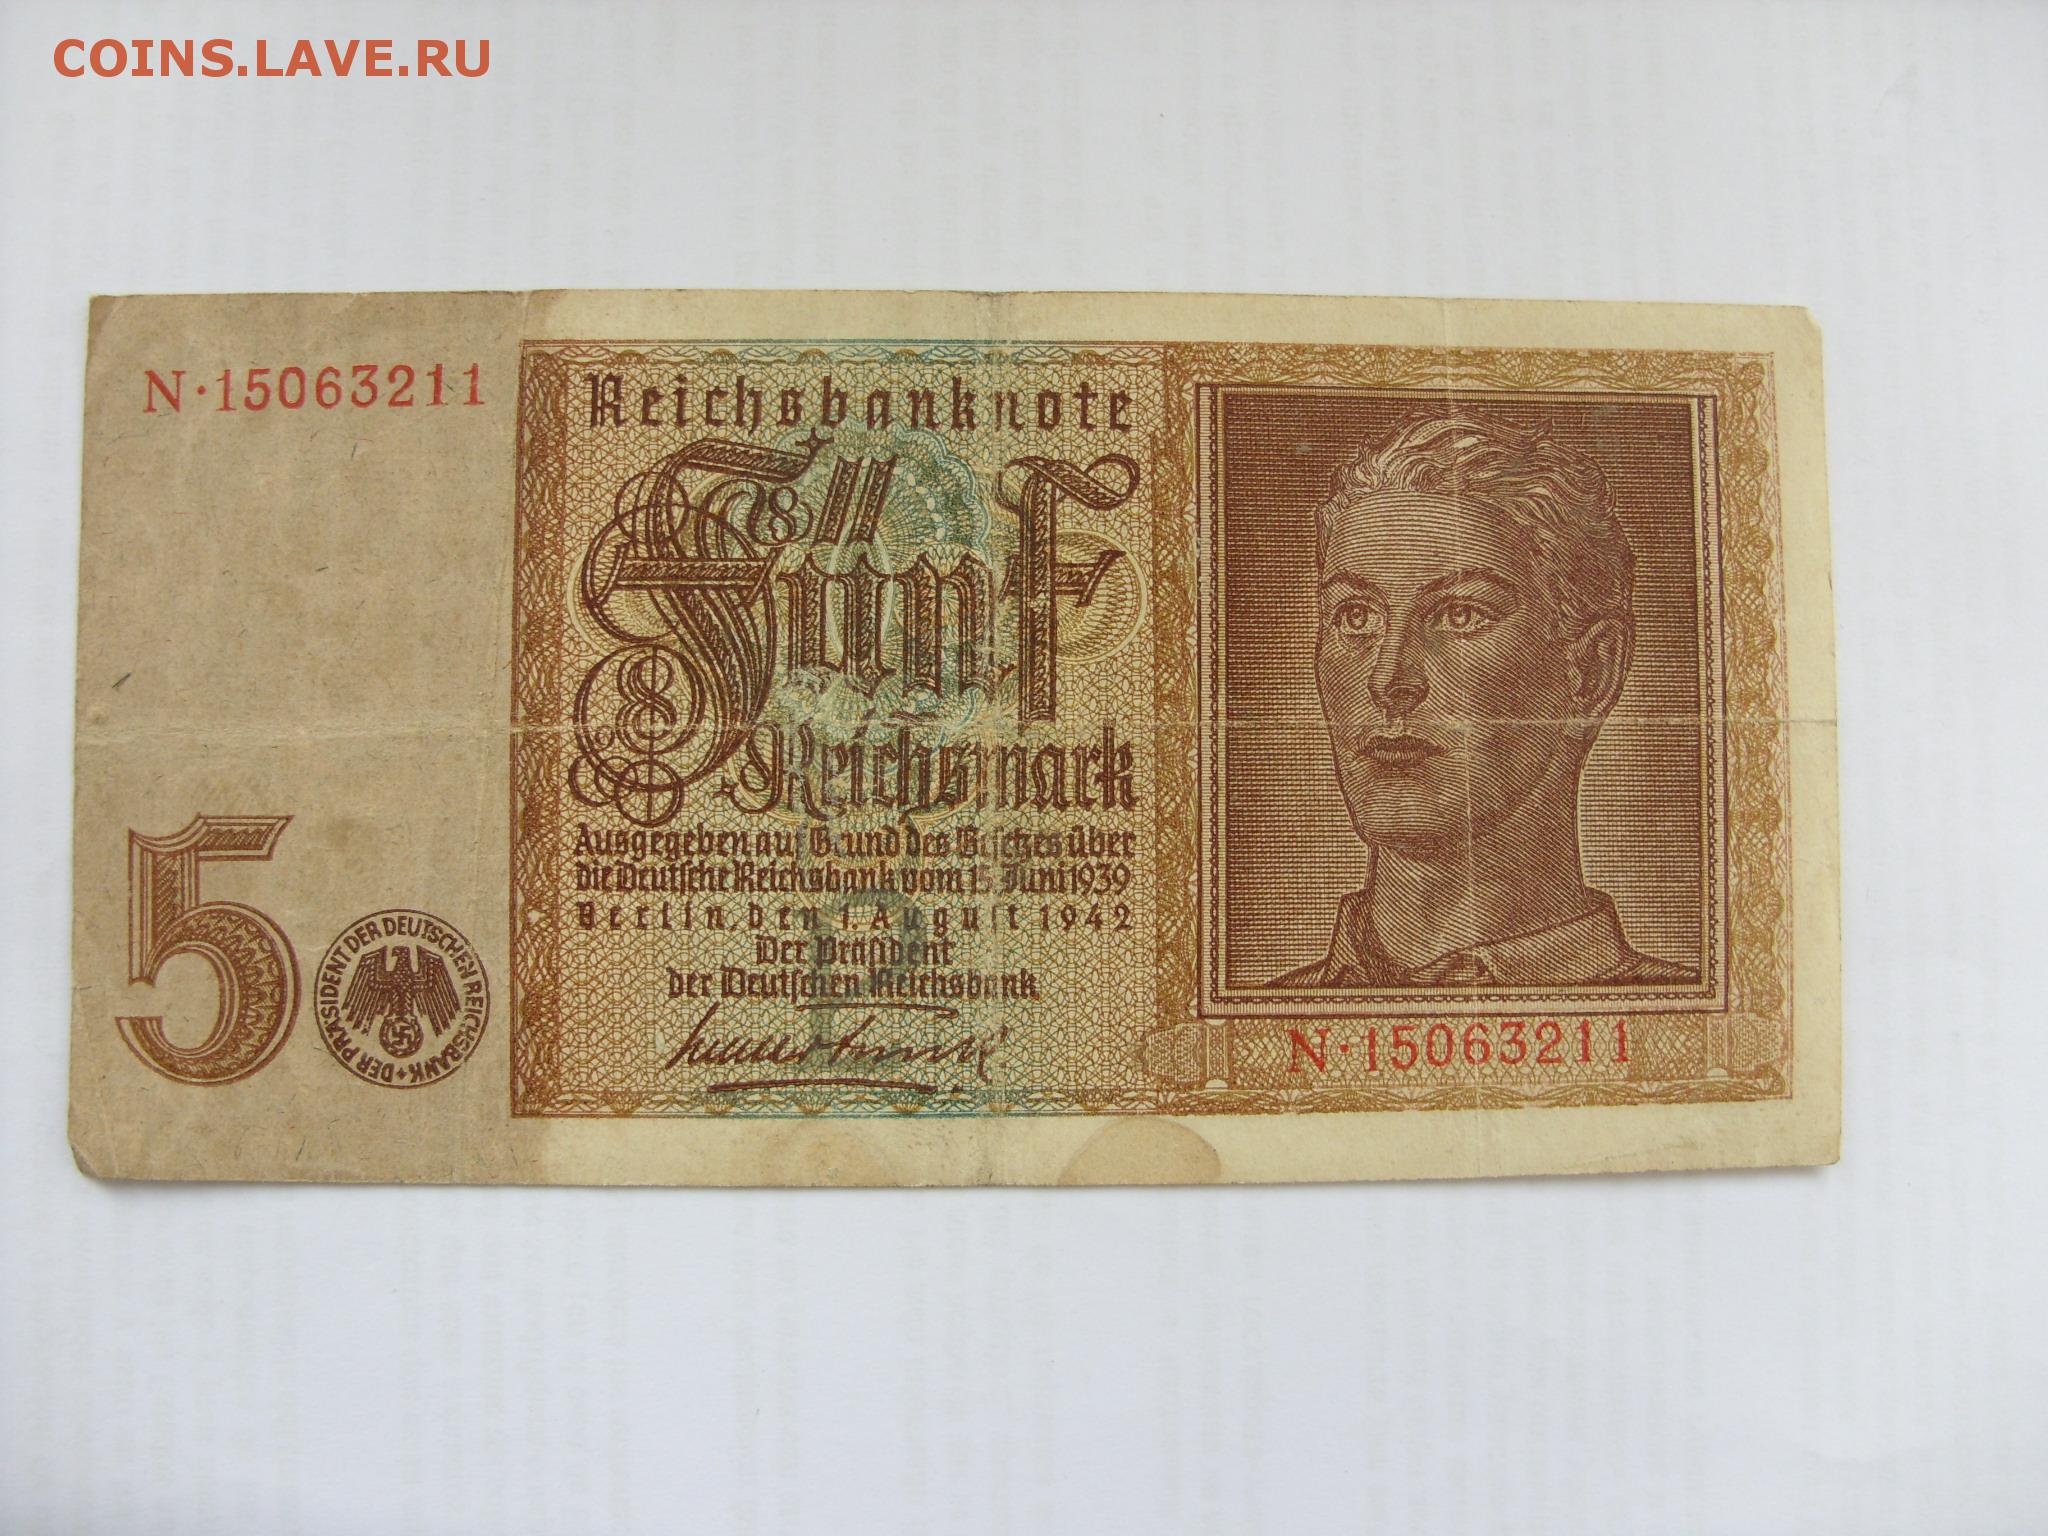 COINS.LAVE.RU
N·15063211
Reichsbanknote
Fünf
Reichsmark
Ausgegeben auf Grund des Gesetzes über
die Deutsche Reichsbank vom 15. Juni 1939
Berlin, den 1. August 1942
Der Präsident
der Deutschen Reichsbank
5
DER PRÄSIDENT DER DEUTSCHEN REICHSBANK
N·15063211